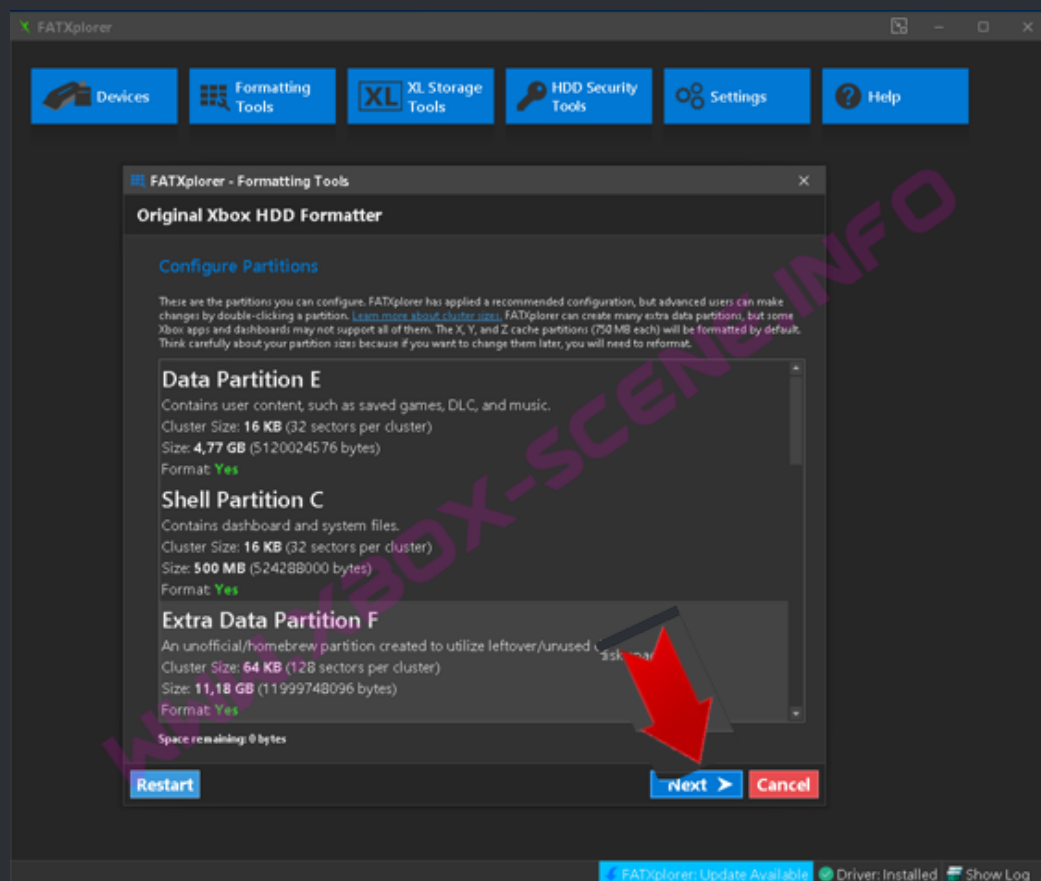 FATXplorer
Devices
Formatting
Tools
XL
XL Storage
Tools
HDD Security
Tools
Settings
? Help
FATXplorer - Formatting Tools
Original Xbox HDD Formatter
Configure Partitions
These are the partitions you can configure. FATXplorer has applied a recommended configuration, but advanced users can make
changes by double-clicking a partition. Learn more about cluster sizes. FATXplorer can create many extra data partitions, but some
Xbox apps and dashboards may not support all of them. The X, Y, and Z cache partitions (750 MB each) will be formatted by default.
Think carefully about your partition sizes because if you want to change them later, you will need to reformat.
Data Partition E
Contains user content, such as saved games, DLC, and music.
Cluster Size: 16 KB (32 sectors per cluster)
Size: 4,77 GB (5120024576 bytes)
Format: Yes
Shell Partition C
Contains dashboard and system files.
Cluster Size: 16 KB (32 sectors per cluster)
Size: 500 MB (524288000 bytes)
Format: Yes
Extra Data Partition F
An unofficial/homebrew partition created to utilize leftover/unused
Cluster Size: 64 KB (128 sectors per cluster)
Size: 11,18 GB (11999748096 bytes)
Format: Yes
Space remaining: 0 bytes
Restart
Next
Cancel
FATXplorer: Update Available
Driver: Installed
Show Log
WWW.XBOX-SCENE.INFO